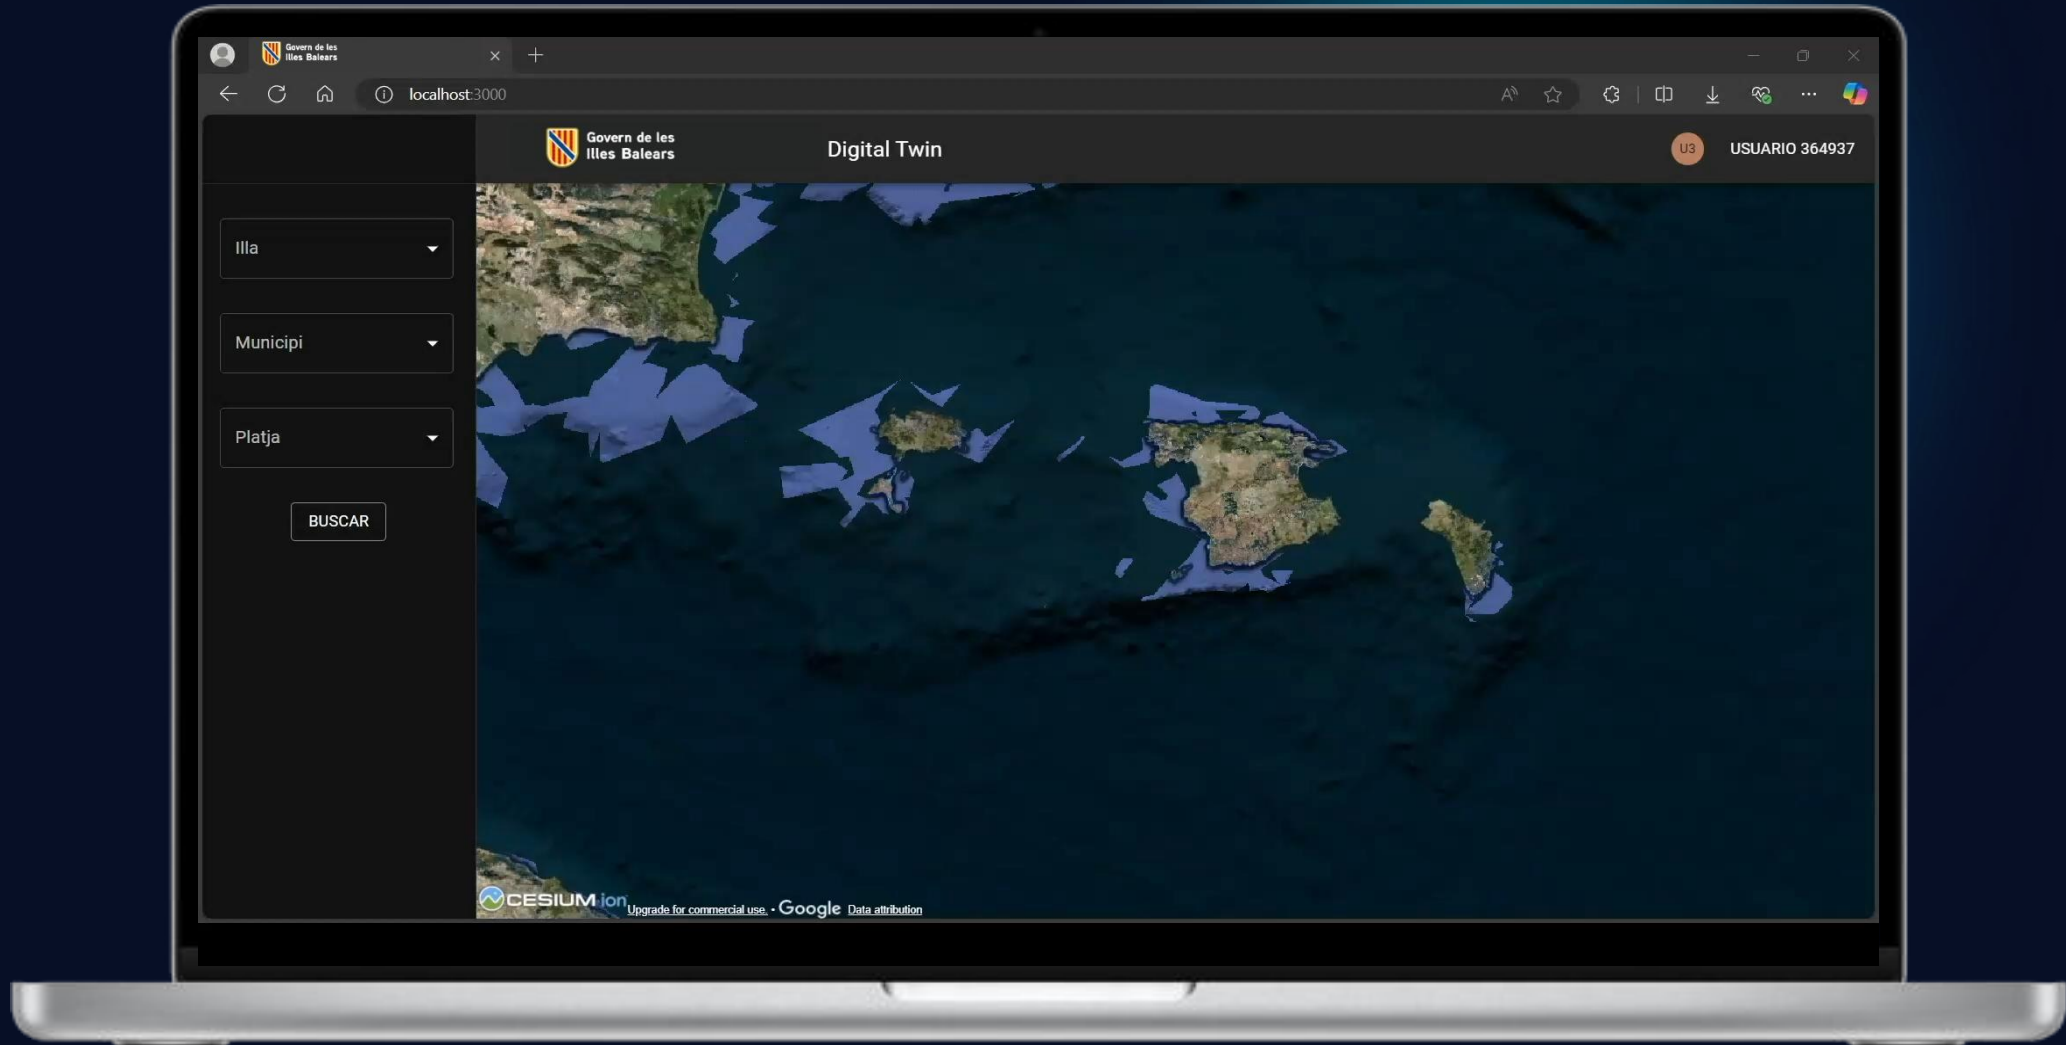 Govern de les
Illes Balears
localhost:3000
Govern de les
Illes Balears
Digital Twin
U3
USUARIO 364937
Illa
Municipi
Platja
BUSCAR
CESIUM ion
Upgrade for commercial use. • Google Data attribution